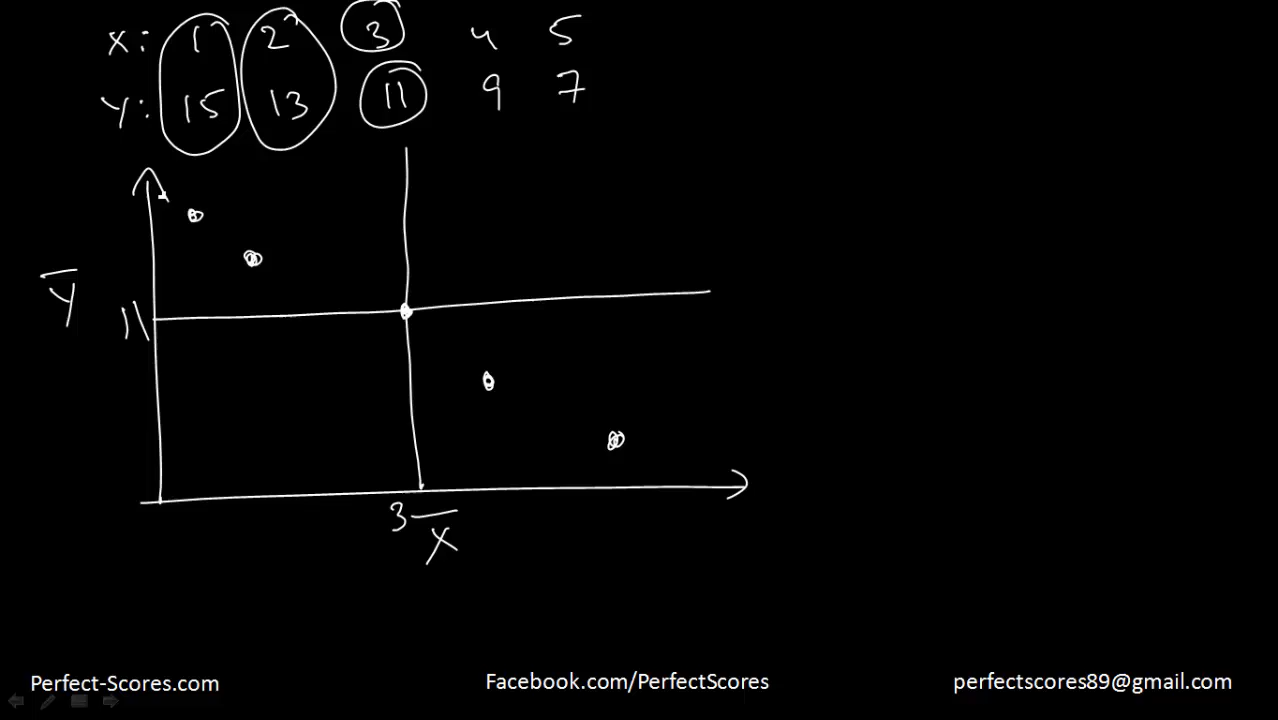 X: 1 2 3 4 5
Y: 15 13 11 9 7
Y̅
11
3 X̅
Perfect-Scores.com
Facebook.com/PerfectScores
perfectscores89@gmail.com